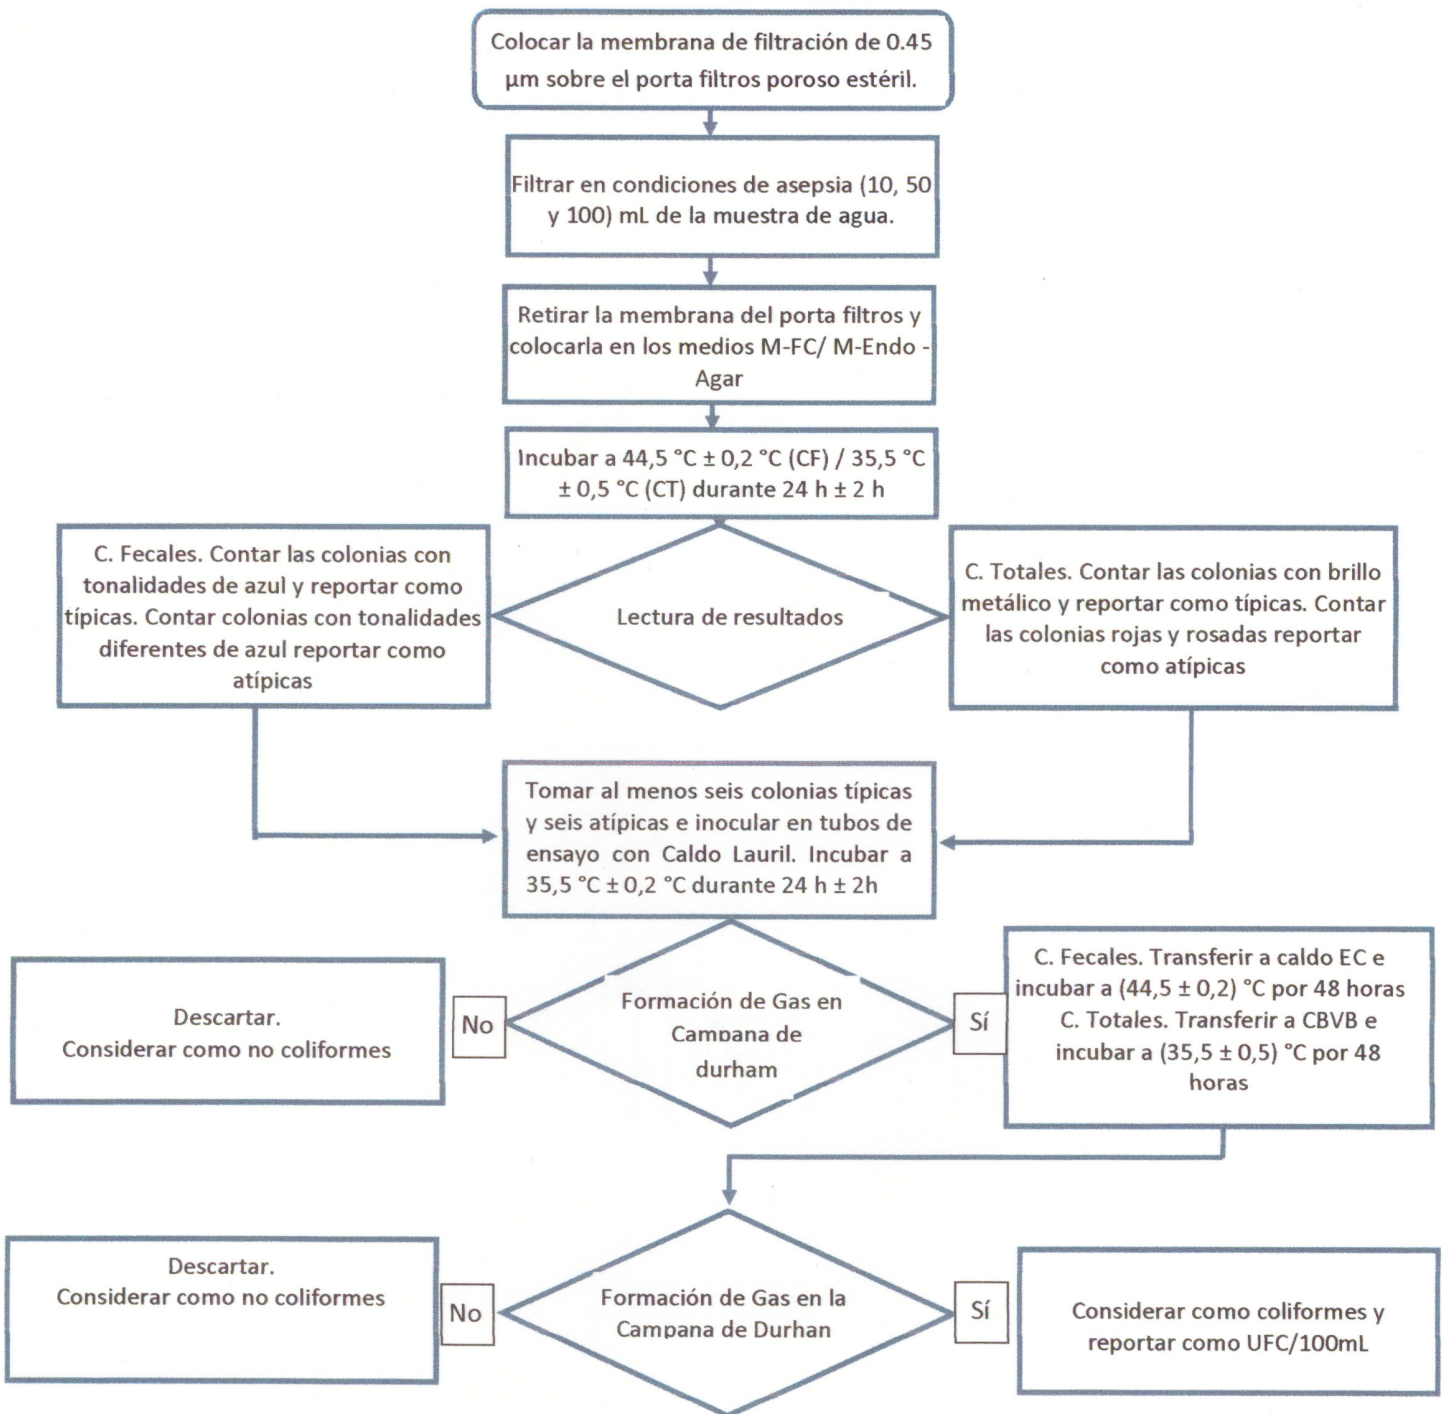 Colocar la membrana de filtración de 0.45
µm sobre el porta filtros poroso estéril.
Filtrar en condiciones de asepsia (10, 50
y 100) mL de la muestra de agua.
Retirar la membrana del porta filtros y
colocarla en los medios M-FC/ M-Endo -
Agar
Incubar a 44,5 °C ± 0,2 °C (CF) / 35,5 °C
± 0,5 °C (CT) durante 24 h ± 2 h
C. Fecales. Contar las colonias con
tonalidades de azul y reportar como
típicas. Contar colonias con tonalidades
diferentes de azul reportar como
atípicas
Lectura de resultados
C. Totales. Contar las colonias con brillo
metálico y reportar como típicas. Contar
las colonias rojas y rosadas reportar
como atípicas
Tomar al menos seis colonias típicas
y seis atípicas e inocular en tubos de
ensayo con Caldo Lauril. Incubar a
35,5 °C ± 0,2 °C durante 24 h ± 2h
Descartar.
Considerar como no coliformes
No
Formación de Gas en
Campana de
durham
Sí
C. Fecales. Transferir a caldo EC e
incubar a (44,5 ± 0,2) °C por 48 horas
C. Totales. Transferir a CBVB e
incubar a (35,5 ± 0,5) °C por 48
horas
Descartar.
Considerar como no coliformes
No
Formación de Gas en la
Campana de Durhan
Sí
Considerar como coliformes y
reportar como UFC/100mL